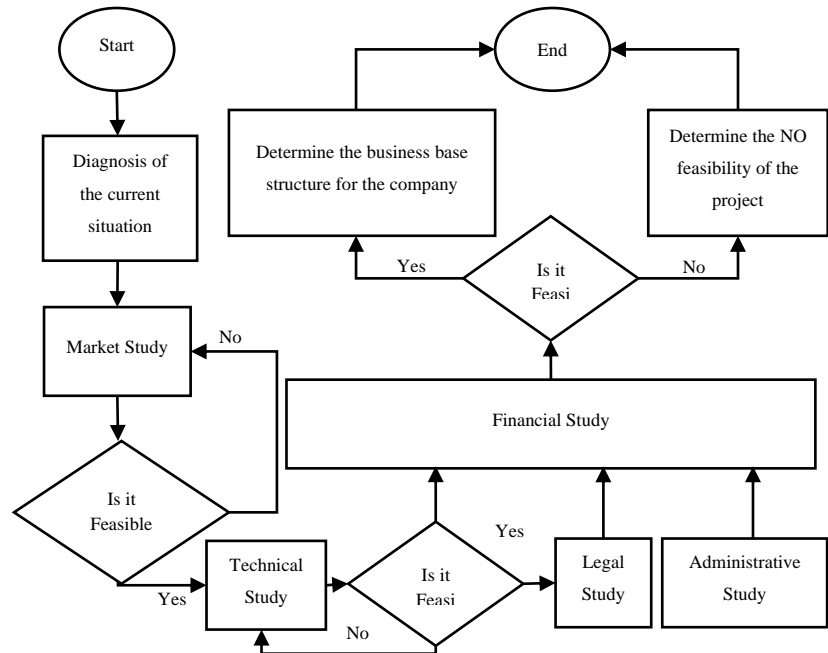 Start
Diagnosis of
the current
situation
Market Study
No
Is it
Feasible
Yes
Technical
Study
Is it
Feasi
No
Yes
Legal
Study
Administrative
Study
Financial Study
Is it
Feasi
Yes
No
Determine the business base
structure for the company
Determine the NO
feasibility of the
project
End